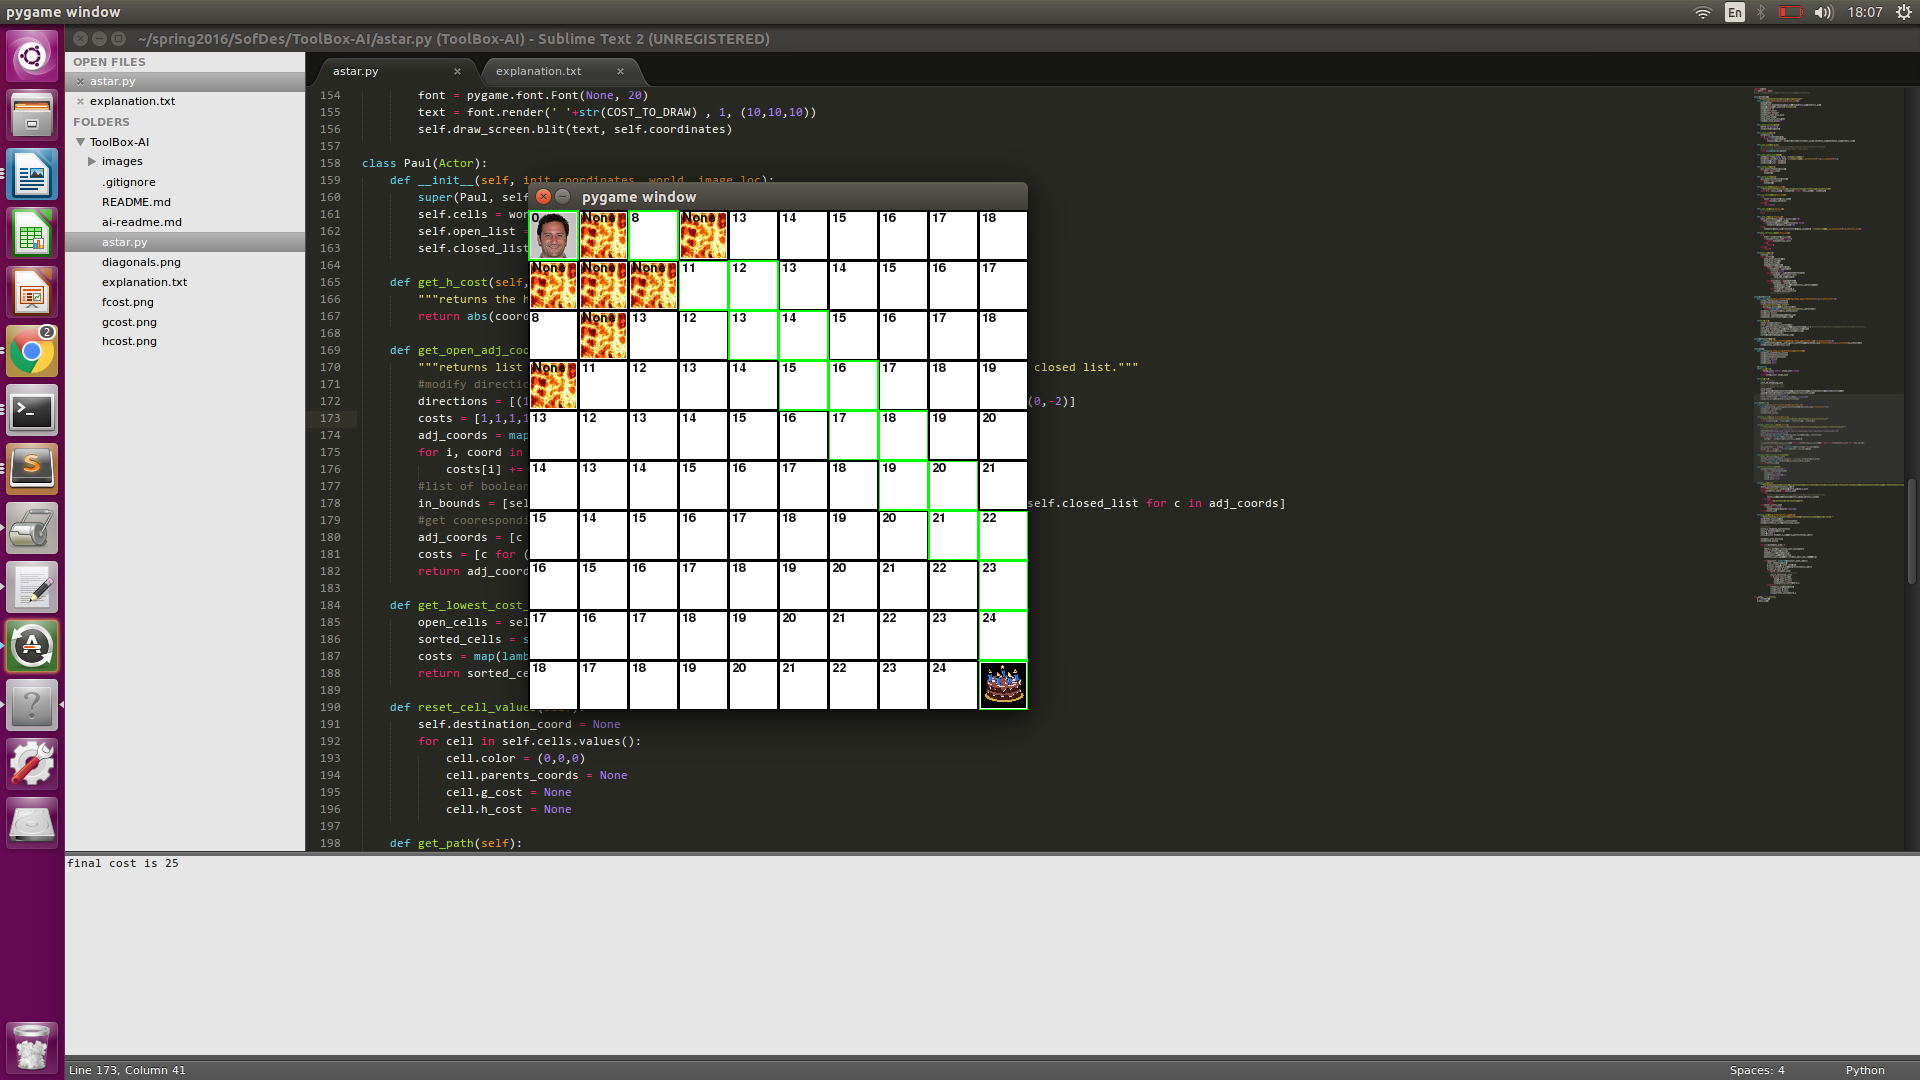 pygame window
En
18:07
~/spring2016/SofDes/ToolBox-AI/astar.py (ToolBox-AI) - Sublime Text 2 (UNREGISTERED)
OPEN FILES
astar.py
explanation.txt
FOLDERS
ToolBox-AI
images
.gitignore
README.md
ai-readme.md
astar.py
diagonals.png
explanation.txt
fcost.png
gcost.png
hcost.png
2
astar.py
explanation.txt
154 font = pygame.font.Font(None, 20)
155 text = font.render(' '+str(COST_TO_DRAW) , 1, (10,10,10))
156 self.draw_screen.blit(text, self.coordinates)
157
158 class Paul(Actor):
159 def __init__(self, init_coordinates, world, image_loc):
160 super(Paul, self
161 self.cells = wor
162 self.open_list =
163 self.closed_list
164
165 def get_h_cost(self,
166 """returns the h
167 return abs(coord
168
169 def get_open_adj_coo
170 """returns list closed list."""
171 #modify directic
172 directions = [(1 (0,-2)]
173 costs = [1,1,1,1
174 adj_coords = map
175 for i, coord in
176 costs[i] +=
177 #list of boolean
178 in_bounds = [sel self.closed_list for c in adj_coords]
179 #get cooresponding
180 adj_coords = [c
181 costs = [c for (
182 return adj_coord
183
184 def get_lowest_cost_
185 open_cells = sel
186 sorted_cells = s
187 costs = map(lamb
188 return sorted_ce
189
190 def reset_cell_values(self):
191 self.destination_coord = None
192 for cell in self.cells.values():
193 cell.color = (0,0,0)
194 cell.parents_coords = None
195 cell.g_cost = None
196 cell.h_cost = None
197
198 def get_path(self):
pygame window
0 None 8 None 13 14 15 16 17 18
None None None 11 12 13 14 15 16 17
8 None 13 12 13 14 15 16 17 18
None 11 12 13 14 15 16 17 18 19
13 12 13 14 15 16 17 18 19 20
14 13 14 15 16 17 18 19 20 21
15 14 15 16 17 18 19 20 21 22
16 15 16 17 18 19 20 21 22 23
17 16 17 18 19 20 21 22 23 24
18 17 18 19 20 21 22 23 24
final cost is 25
Line 173, Column 41
Spaces: 4
Python